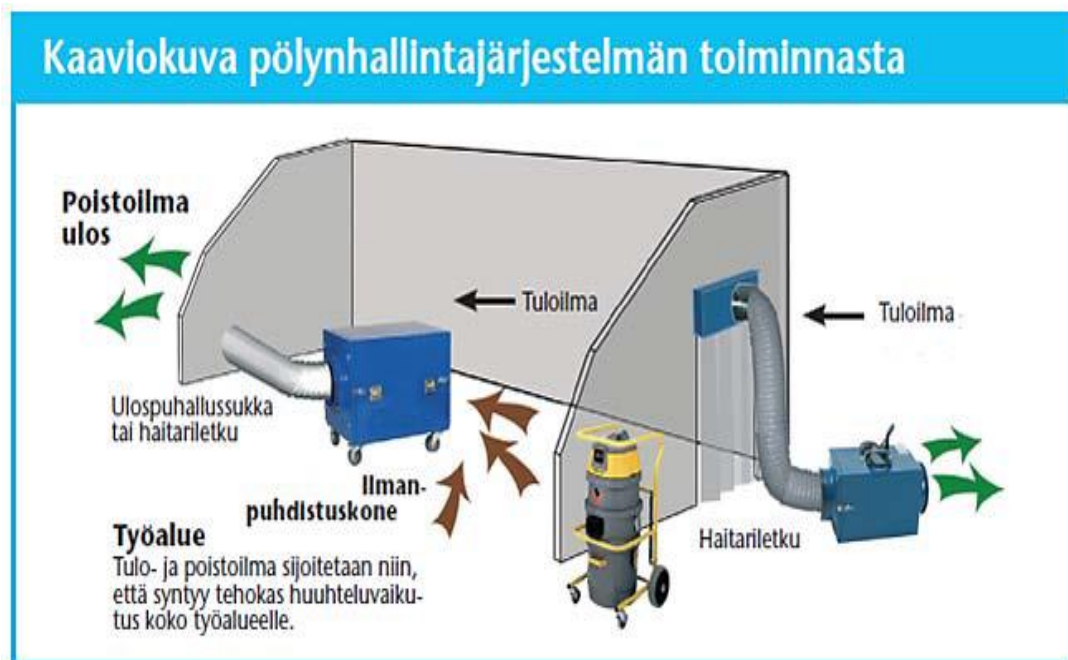 Kaaviokuva pölynhallintajärjestelmän toiminnasta
Poistoilma
ulos
Tuloilma
Tuloilma
Ulospuhallussukka
tai haitariletku
Ilman-
puhdistuskone
Työalue
Tulo- ja poistoilma sijoitetaan niin,
että syntyy tehokas huuhteluvaiku-
tus koko työalueelle.
Haitariletku